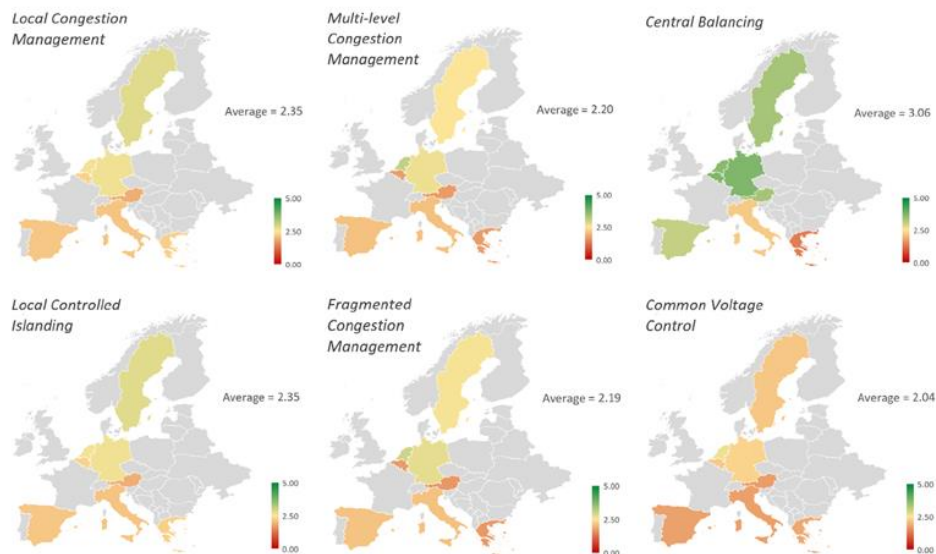 Local Congestion
Management
Average = 2.35
5.00
2.50
0.00
Multi-level
Congestion
Management
Average = 2.20
5.00
2.50
0.00
Central Balancing
Average = 3.06
5.00
2.50
0.00
Local Controlled
Islanding
Average = 2.35
5.00
2.50
0.00
Fragmented
Congestion
Management
Average = 2.19
5.00
2.50
0.00
Common Voltage
Control
Average = 2.04
5.00
2.50
0.00